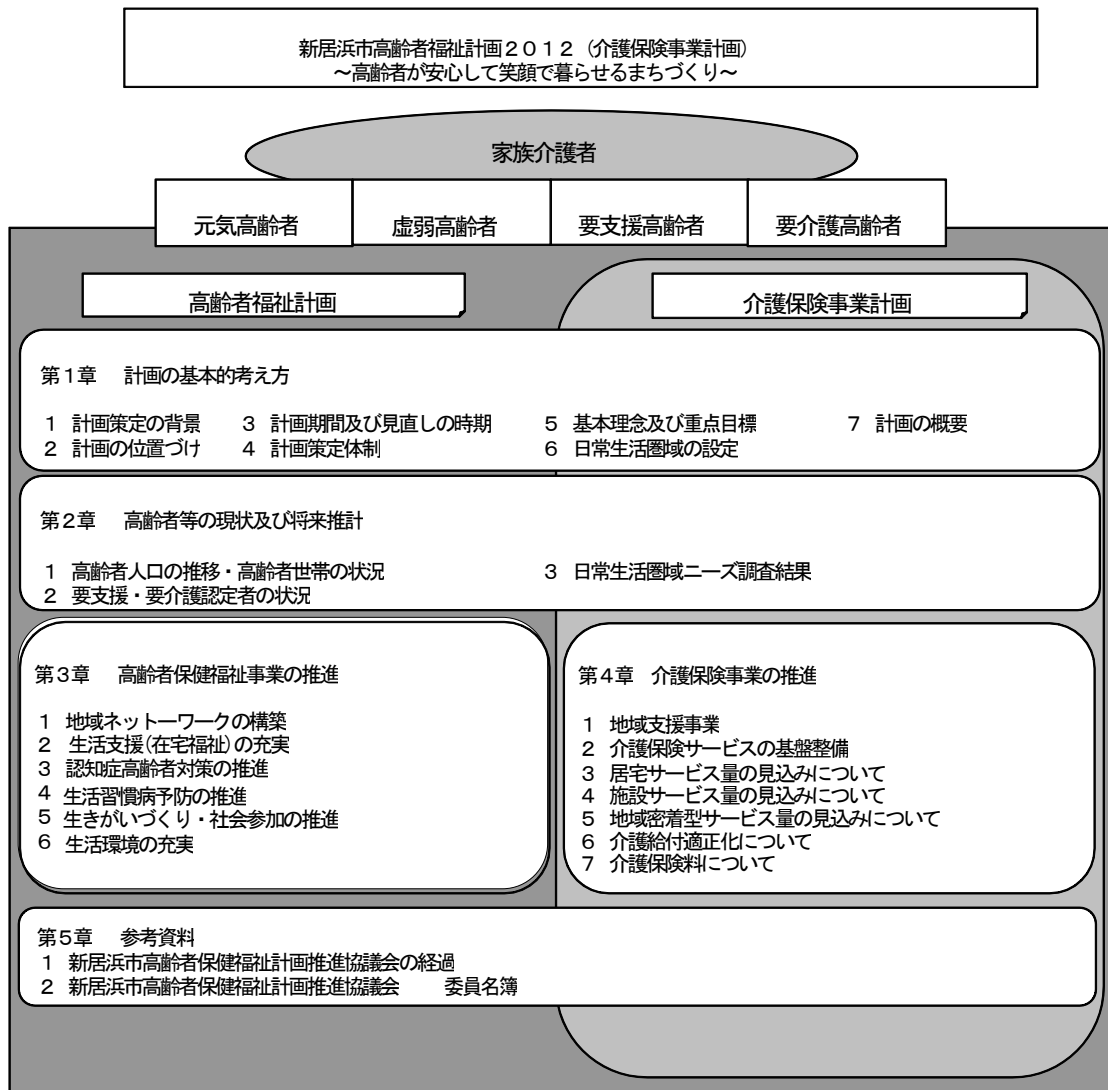 新居浜市高齢者福祉計画２０１２（介護保険事業計画）
～高齢者が安心して笑顔で暮らせるまちづくり～
家族介護者
元気高齢者
虚弱高齢者
要支援高齢者
要介護高齢者
高齢者福祉計画
介護保険事業計画
第１章　計画の基本的考え方
１ 計画策定の背景　３ 計画期間及び見直しの時期　５ 基本理念及び重点目標　７ 計画の概要
２ 計画の位置づけ　４ 計画策定体制　６ 日常生活圏域の設定
第２章　高齢者等の現状及び将来推計
１ 高齢者人口の推移・高齢者世帯の状況　３ 日常生活圏域ニーズ調査結果
２ 要支援・要介護認定者の状況
第３章　高齢者保健福祉事業の推進
１ 地域ネットーワークの構築
２ 生活支援（在宅福祉）の充実
３ 認知症高齢者対策の推進
４ 生活習慣病予防の推進
５ 生きがいづくり・社会参加の推進
６ 生活環境の充実
第４章　介護保険事業の推進
１ 地域支援事業
２ 介護保険サービスの基盤整備
３ 居宅サービス量の見込みについて
４ 施設サービス量の見込みについて
５ 地域密着型サービス量の見込みについて
６ 介護給付適正化について
７ 介護保険料について
第５章　参考資料
１ 新居浜市高齢者保健福祉計画推進協議会の経過
２ 新居浜市高齢者保健福祉計画推進協議会　委員名簿